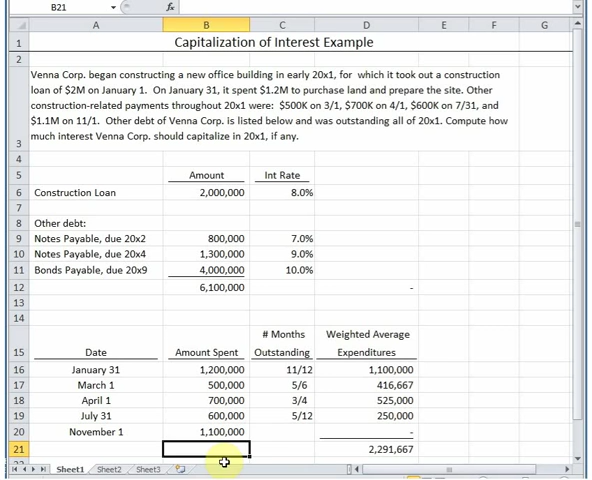 B21 fx
A B C D E F G
1 Capitalization of Interest Example
2
Venna Corp. began constructing a new office building in early 20x1, for which it took out a construction
loan of $2M on January 1. On January 31, it spent $1.2M to purchase land and prepare the site. Other
construction-related payments throughout 20x1 were: $500K on 3/1, $700K on 4/1, $600K on 7/31, and
$1.1M on 11/1. Other debt of Venna Corp. is listed below and was outstanding all of 20x1. Compute how
3 much interest Venna Corp. should capitalize in 20x1, if any.
4
5 Amount Int Rate
6 Construction Loan 2,000,000 8.0%
7
8 Other debt:
9 Notes Payable, due 20x2 800,000 7.0%
10 Notes Payable, due 20x4 1,300,000 9.0%
11 Bonds Payable, due 20x9 4,000,000 10.0%
12 6,100,000 -
13
14
# Months Weighted Average
15 Date Amount Spent Outstanding Expenditures
16 January 31 1,200,000 11/12 1,100,000
17 March 1 500,000 5/6 416,667
18 April 1 700,000 3/4 525,000
19 July 31 600,000 5/12 250,000
20 November 1 1,100,000 -
21 2,291,667
22
Sheet1 Sheet2 Sheet3